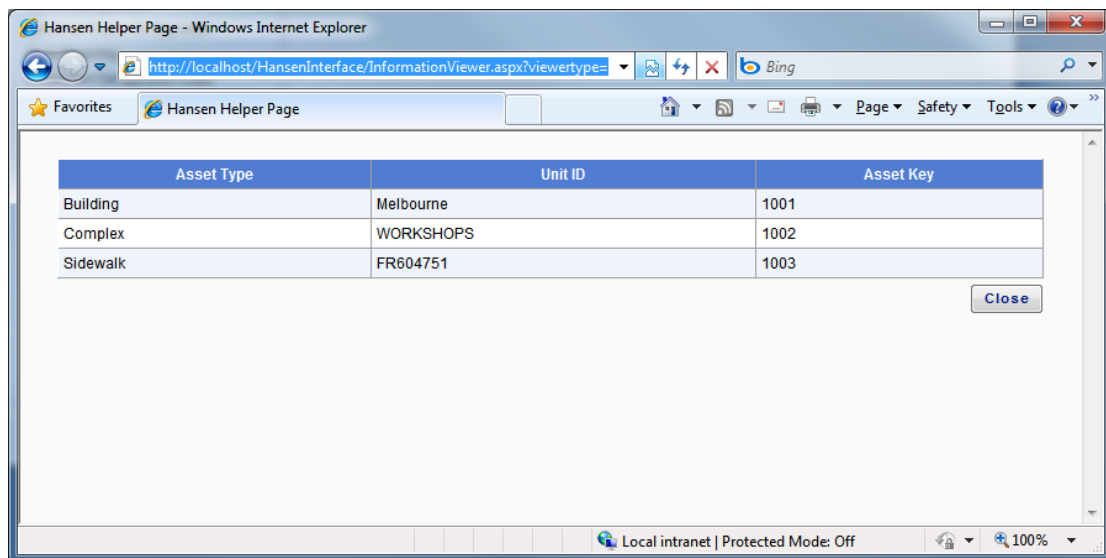 Hansen Helper Page - Windows Internet Explorer
http://localhost/HansenInterface/InformationViewer.aspx?viewertype= Bing
Favorites Hansen Helper Page Page Safety Tools
Asset Type Unit ID Asset Key
Building Melbourne 1001
Complex WORKSHOPS 1002
Sidewalk FR604751 1003
Close
Local intranet | Protected Mode: Off 100%